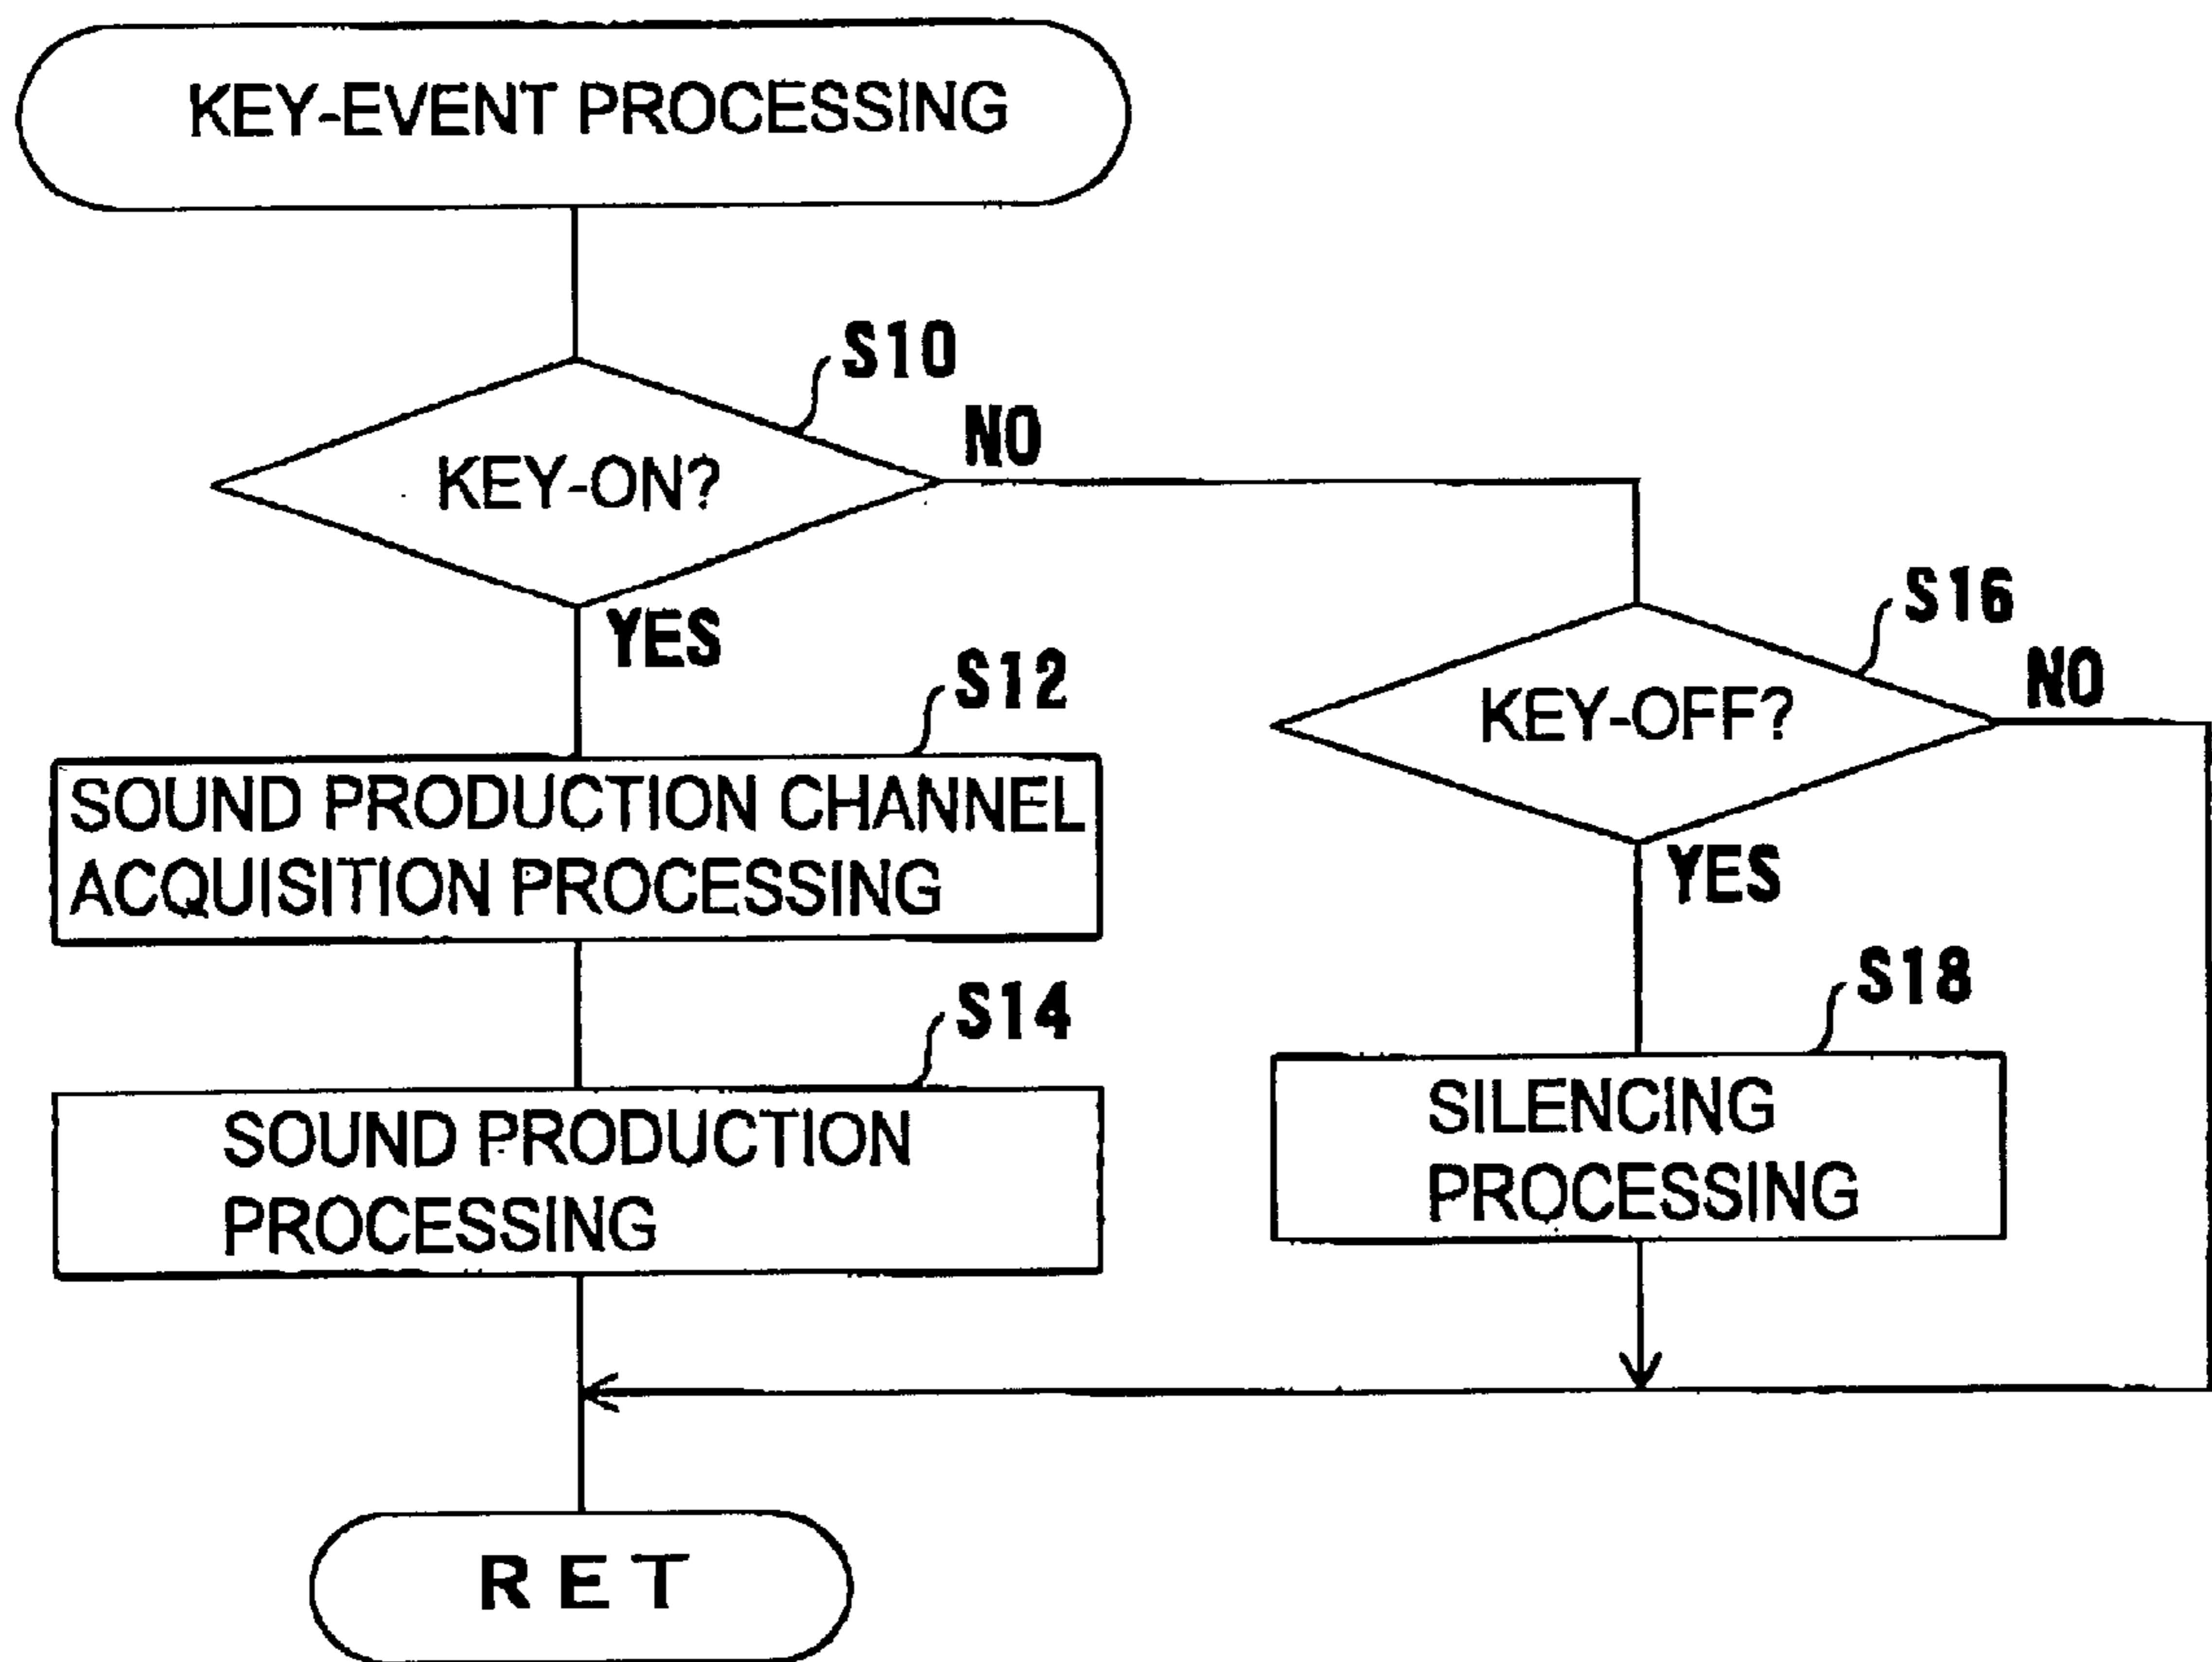 KEY-EVENT PROCESSING
S10
KEY-ON?
NO
YES
S12
SOUND PRODUCTION CHANNEL
ACQUISITION PROCESSING
S14
SOUND PRODUCTION
PROCESSING
S16
KEY-OFF?
NO
YES
S18
SILENCING
PROCESSING
RET